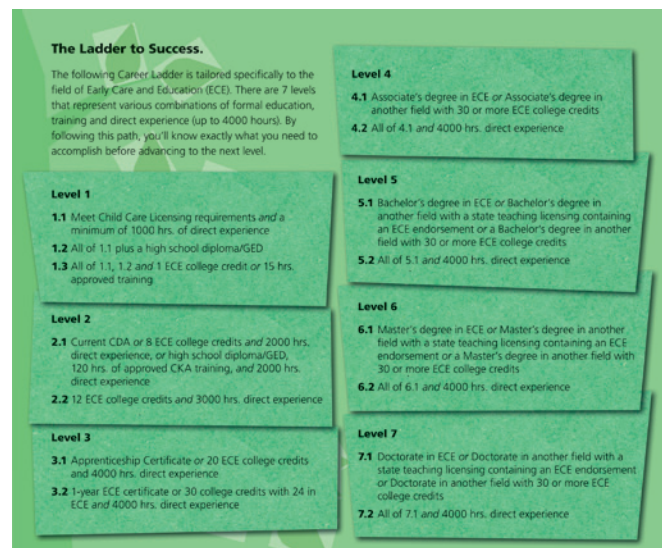 The Ladder to Success.
The following Career Ladder is tailored specifically to the
field of Early Care and Education (ECE). There are 7 levels
that represent various combinations of formal education,
training and direct experience (up to 4000 hours). By
following this path, you'll know exactly what you need to
accomplish before advancing to the next level.
Level 1
1.1 Meet Child Care Licensing requirements and a
minimum of 1000 hrs. of direct experience
1.2 All of 1.1 plus a high school diploma/GED
1.3 All of 1.1, 1.2 and 1 ECE college credit or 15 hrs.
approved training
Level 2
2.1 Current CDA or 8 ECE college credits and 2000 hrs.
direct experience, or high school diploma/GED,
120 hrs. of approved CKA training, and 2000 hrs.
direct experience
2.2 12 ECE college credits and 3000 hrs. direct experience
Level 3
3.1 Apprenticeship Certificate or 20 ECE college credits
and 4000 hrs. direct experience
3.2 1-year ECE certificate or 30 college credits with 24 in
ECE and 4000 hrs. direct experience
Level 4
4.1 Associate's degree in ECE or Associate's degree in
another field with 30 or more ECE college credits
4.2 All of 4.1 and 4000 hrs. direct experience
Level 5
5.1 Bachelor's degree in ECE or Bachelor's degree in
another field with a state teaching licensing containing
an ECE endorsement or a Bachelor's degree in another
field with 30 or more ECE college credits
5.2 All of 5.1 and 4000 hrs. direct experience
Level 6
6.1 Master's degree in ECE or Master's degree in another
field with a state teaching licensing containing an ECE
endorsement or a Master's degree in another field with
30 or more ECE college credits
6.2 All of 6.1 and 4000 hrs. direct experience
Level 7
7.1 Doctorate in ECE or Doctorate in another field with a
state teaching licensing containing an ECE endorsement
or Doctorate in another field with 30 or more ECE
college credits
7.2 All of 7.1 and 4000 hrs. direct experience